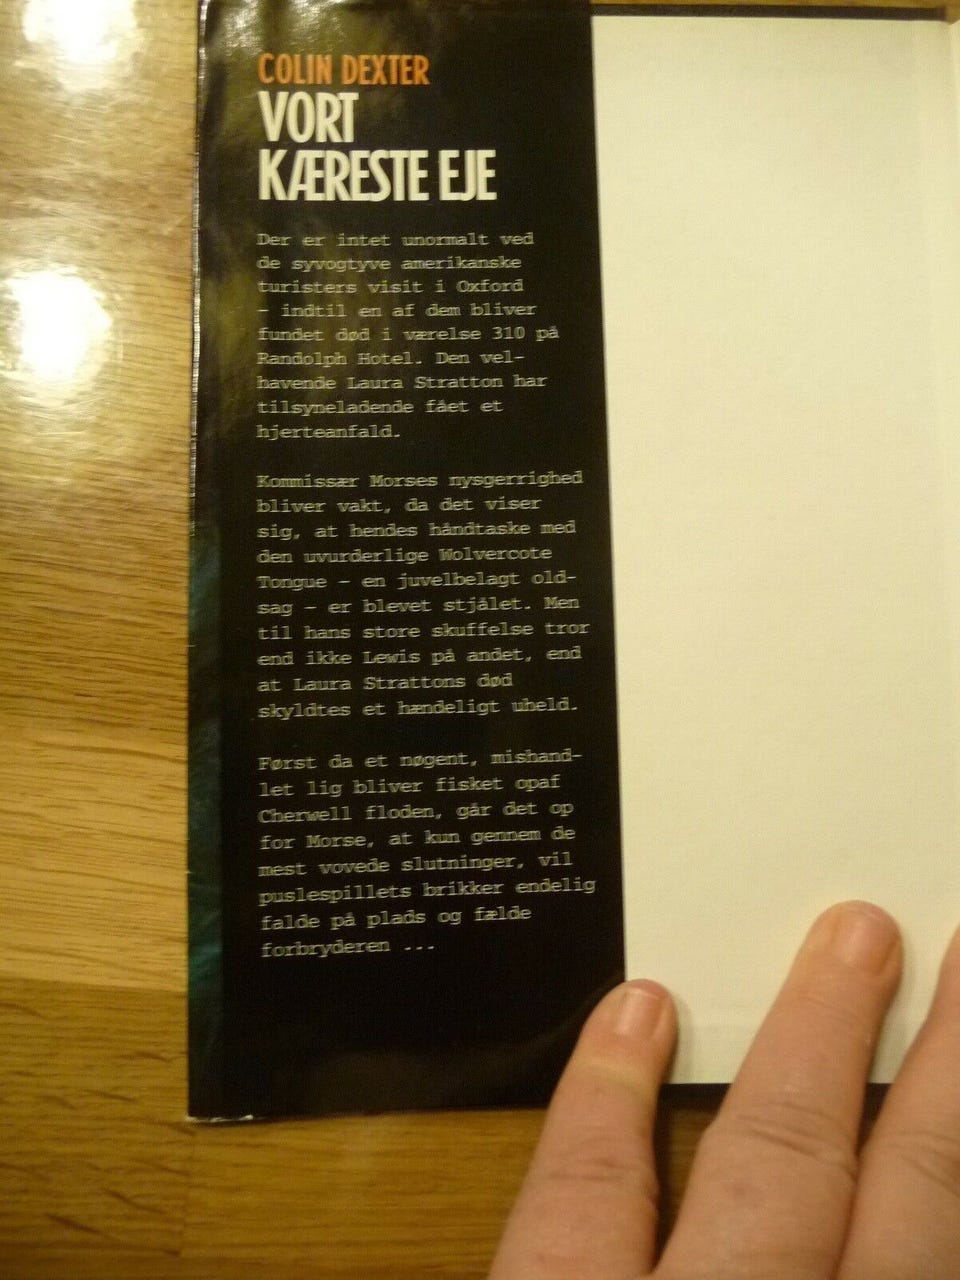 COLIN DEXTER
VORT
KÆRESTE EJE
Der er intet unormalt ved
de syvogtyve amerikanske
turisters visit i Oxford
- indtil en af dem bliver
fundet død i værelse 310 på
Randolph Hotel. Den vel-
havende Laura Stratton har
tilsyneladende fået et
hjerteanfald.
Kommissær Morses nysgerrighed
bliver vakt, da det viser
sig, at hendes håndtaske med
den uvurderlige Wolvercote
Tongue - en juvelbelagt old-
sag - er blevet stjålet. Men
til hans store skuffelse tror
end ikke Lewis på andet, end
at Laura Strattons død
skyldtes et hændeligt uheld.
Først da et nøgent, mishand-
let lig bliver fisket opaf
Cherwell floden, går det op
for Morse, at kun gennem de
mest vovede slutninger, vil
puslespillets brikker endelig
falde på plads og fælde
forbryderen ...